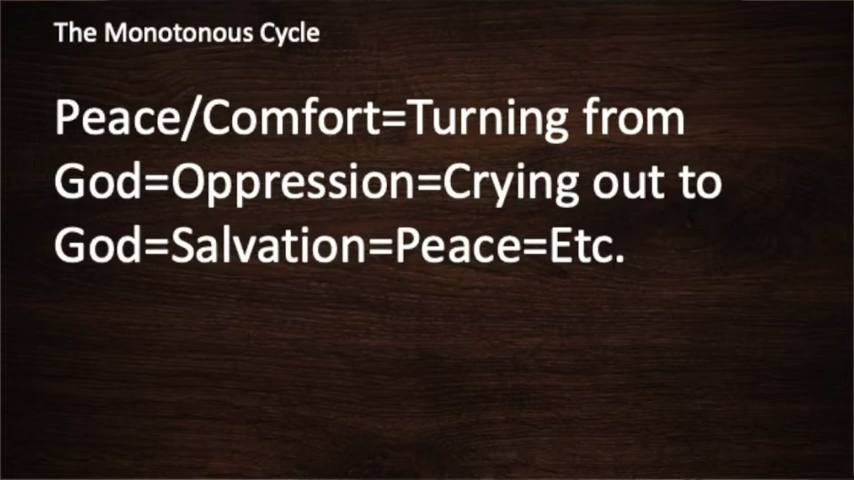 The Monotonous Cycle
Peace/Comfort=Turning from
God=Oppression=Crying out to
God=Salvation=Peace=Etc.